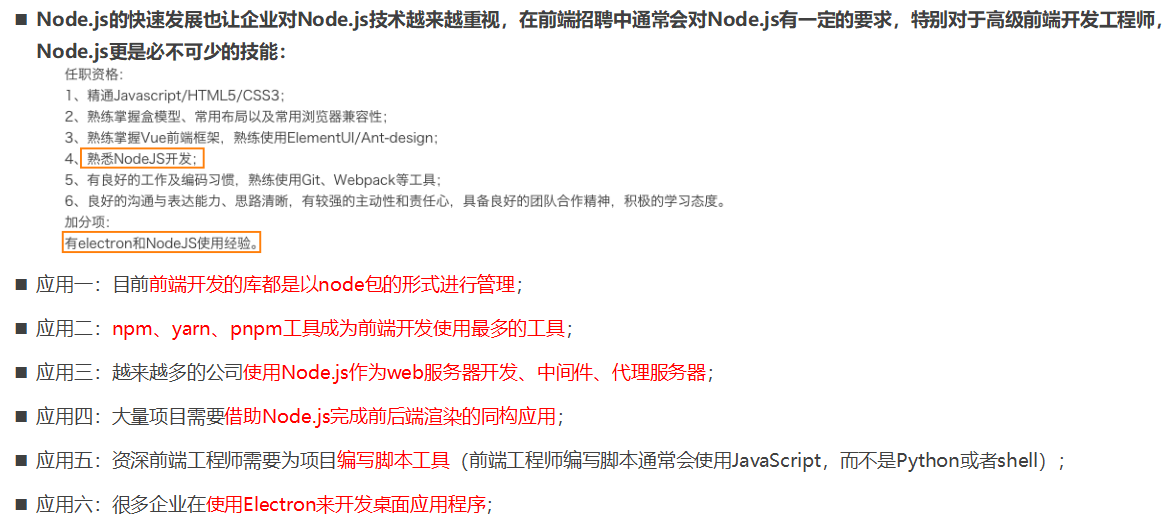 ■ Node.js的快速发展也让企业对Node.js技术越来越重视，在前端招聘中通常会对Node.js有一定的要求，特别对于高级前端开发工程师，
Node.js更是必不可少的技能：
任职资格：
1、精通Javascript/HTML5/CSS3；
2、熟练掌握盒模型、常用布局以及常用浏览器兼容性；
3、熟练掌握Vue前端框架，熟练使用ElementUI/Ant-design；
4、熟悉NodeJS开发；
5、有良好的工作及编码习惯，熟练使用Git、Webpack等工具；
6、良好的沟通与表达能力、思路清晰，有较强的主动性和责任心，具备良好的团队合作精神，积极的学习态度。
加分项：
有electron和NodeJS使用经验。
■ 应用一：目前前端开发的库都是以node包的形式进行管理；
■ 应用二：npm、yarn、pnpm工具成为前端开发使用最多的工具；
■ 应用三：越来越多的公司使用Node.js作为web服务器开发、中间件、代理服务器；
■ 应用四：大量项目需要借助Node.js完成前后端渲染的同构应用；
■ 应用五：资深前端工程师需要为项目编写脚本工具（前端工程师编写脚本通常会使用JavaScript，而不是Python或者shell）；
■ 应用六：很多企业在使用Electron来开发桌面应用程序；